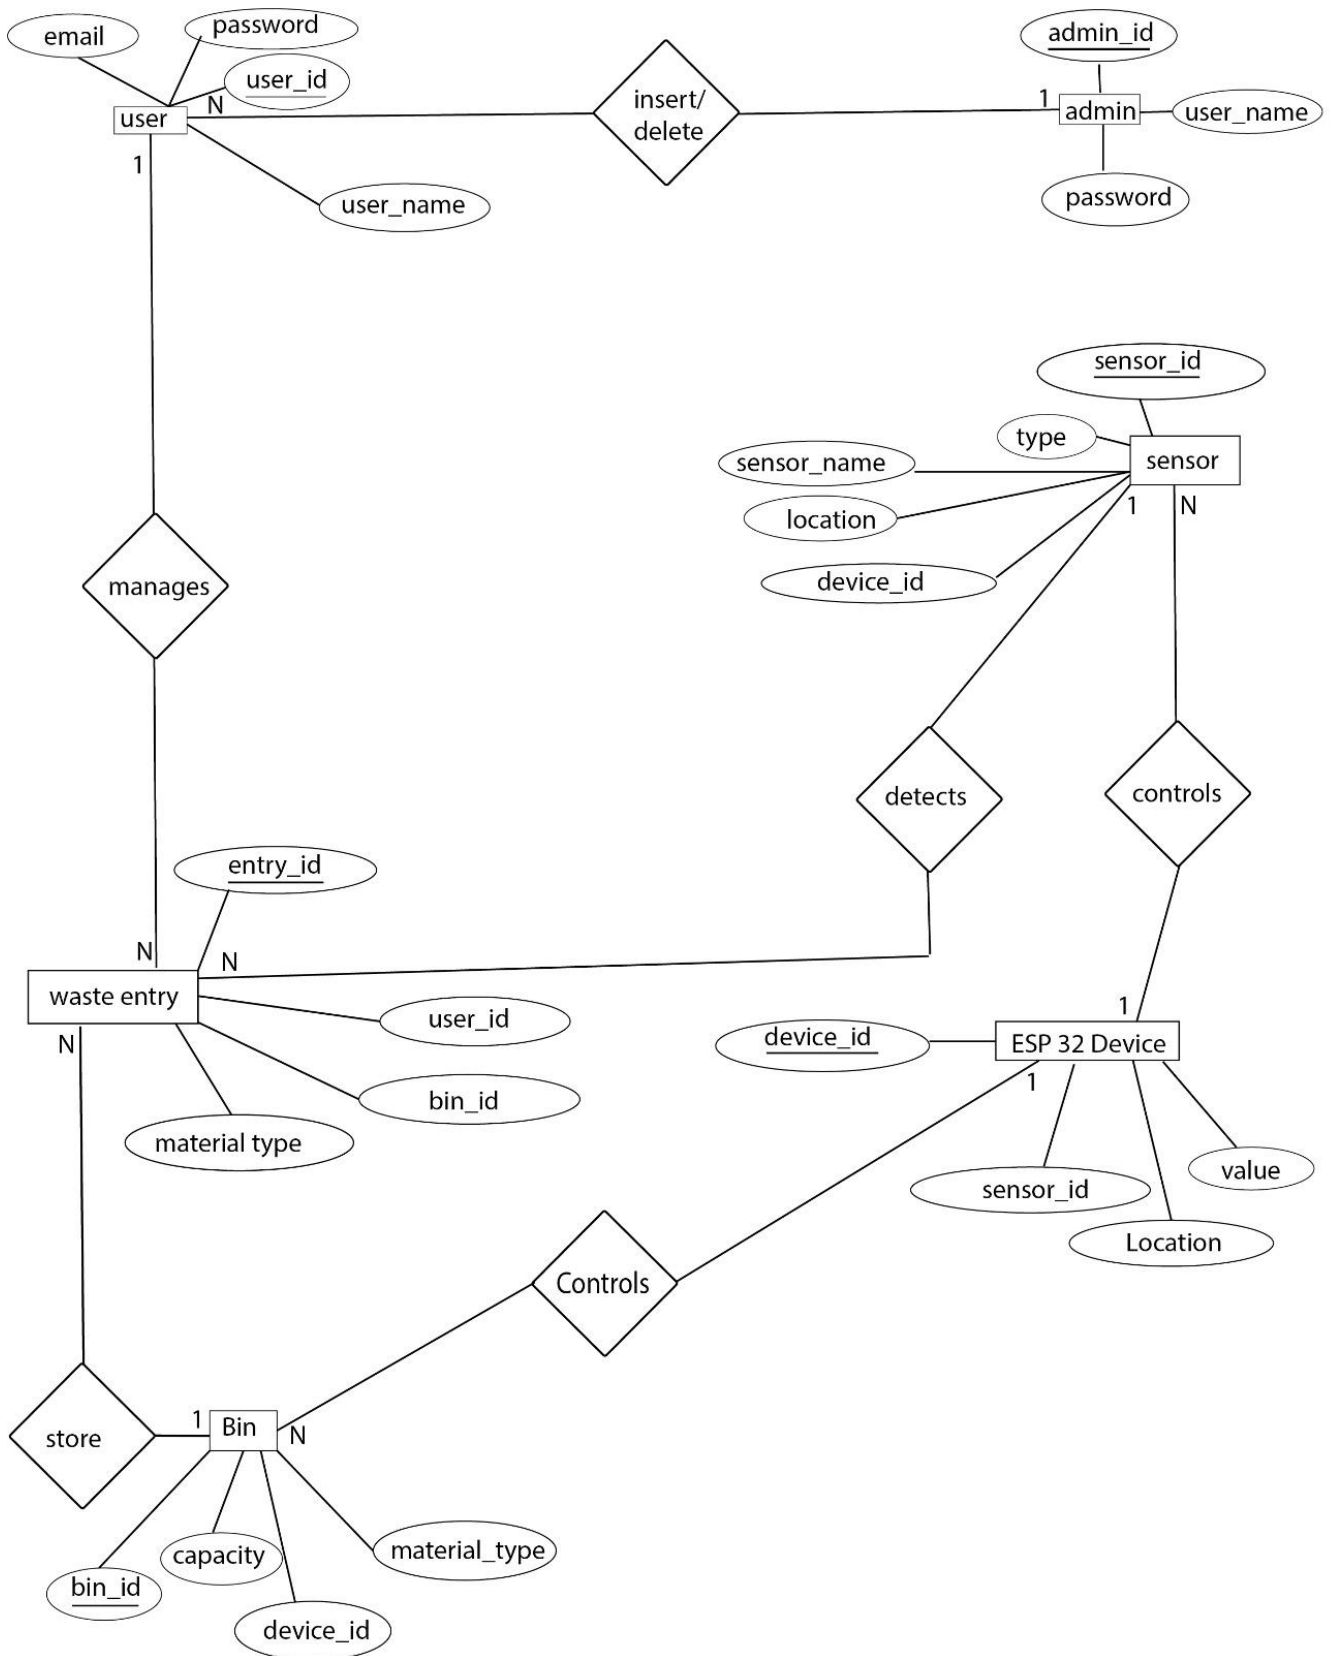 email
password
user_id
N
user
1
user_name
insert/
delete
admin_id
1
admin
user_name
password
sensor_id
type
sensor
sensor_name
location
device_id
1
N
manages
detects
controls
entry_id
N
N
waste entry
N
user_id
bin_id
material type
1
device_id
ESP 32 Device
1
sensor_id
value
Location
Controls
store
1
Bin
N
bin_id
capacity
device_id
material_type